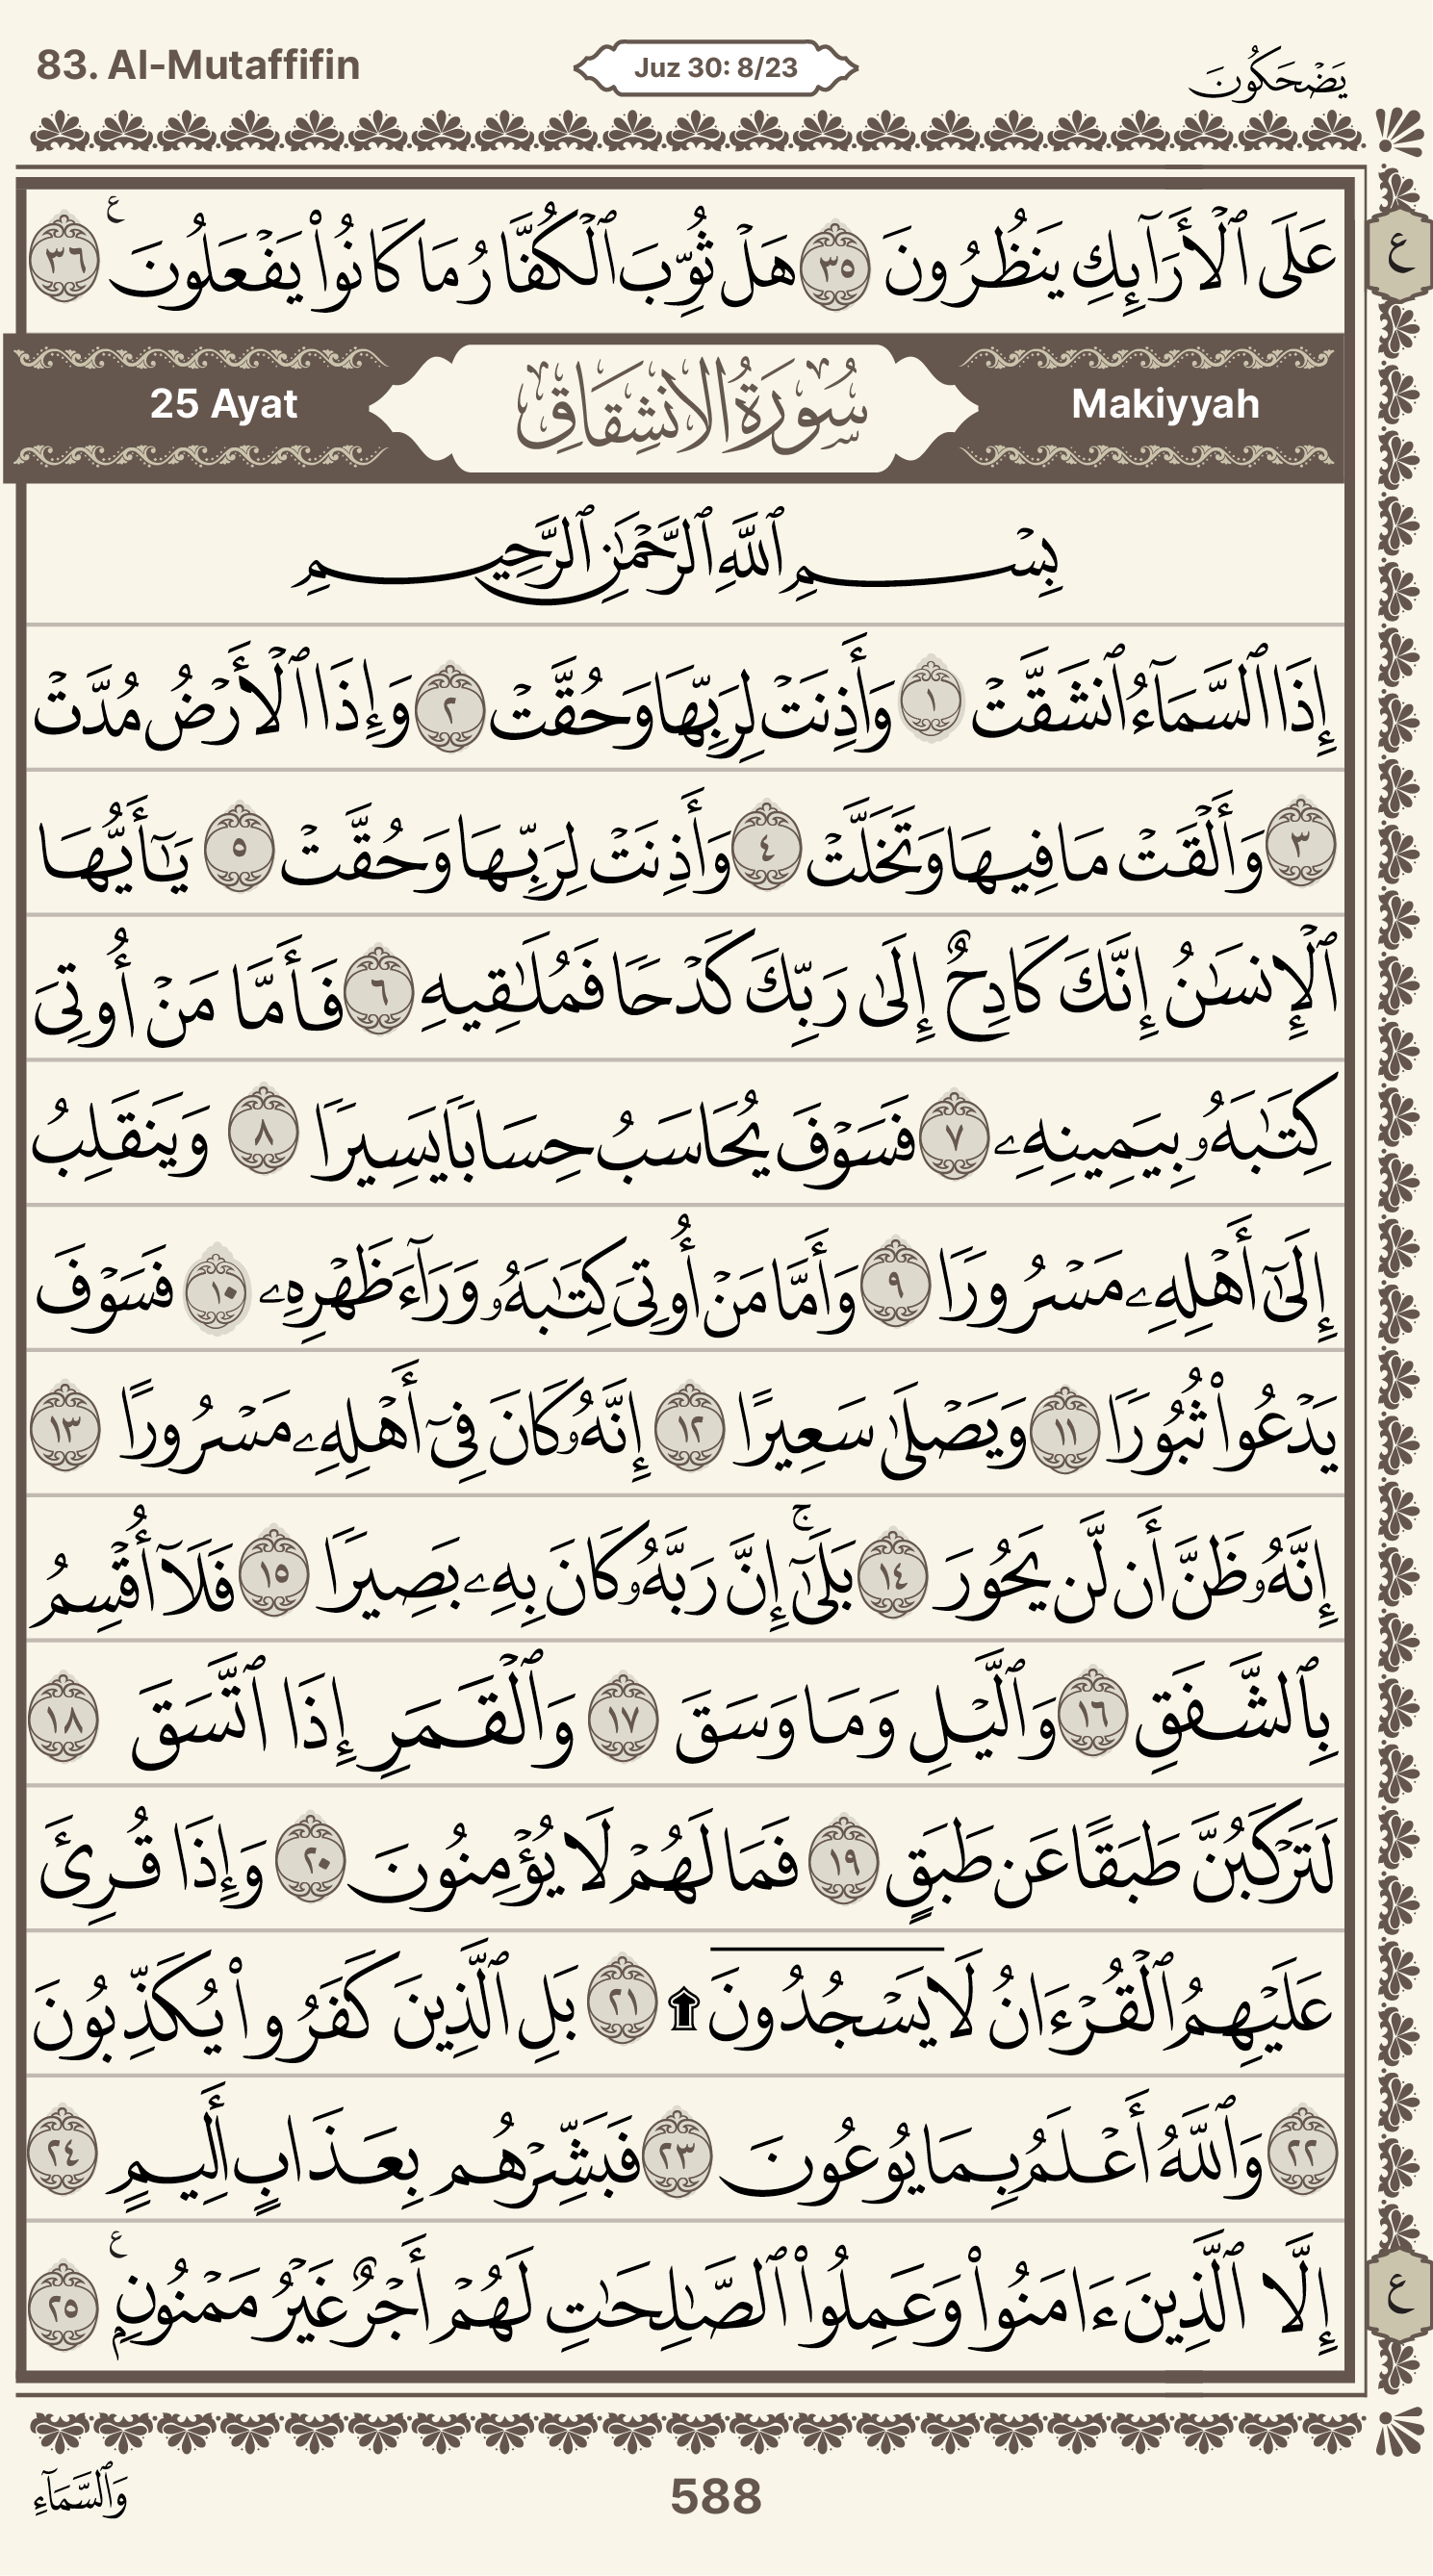 83. Al-Mutaffifin Juz 30: 8/23 يَضْحَكُونَ
عَلَى ٱلْأَرَآئِكِ يَنظُرُونَ ٣٥ هَلْ ثُوِّبَ ٱلْكُفَّارُ مَا كَانُوا۟ يَفْعَلُونَ ۧ ٣٦ ع
25 Ayat سُورَةُ الِانشِقَاقِ Makiyyah
بِسْمِ ٱللَّهِ ٱلرَّحْمَٰنِ ٱلرَّحِيمِ
إِذَا ٱلسَّمَآءُ ٱنشَقَّتْ ١ وَأَذِنَتْ لِرَبِّهَا وَحُقَّتْ ٢ وَإِذَا ٱلْأَرْضُ مُدَّتْ
٣ وَأَلْقَتْ مَا فِيهَا وَتَخَلَّتْ ٤ وَأَذِنَتْ لِرَبِّهَا وَحُقَّتْ ٥ يَٰٓأَيُّهَا
ٱلْإِنسَٰنُ إِنَّكَ كَادِحٌ إِلَىٰ رَبِّكَ كَدْحًا فَمُلَٰقِيهِ ٦ فَأَمَّا مَنْ أُوتِىَ
كِتَٰبَهُۥ بِيَمِينِهِۦ ٧ فَسَوْفَ يُحَاسَبُ حِسَابًا يَسِيرًا ٨ وَيَنقَلِبُ
إِلَىٰٓ أَهْلِهِۦ مَسْرُورًا ٩ وَأَمَّا مَنْ أُوتِىَ كِتَٰبَهُۥ وَرَآءَ ظَهْرِهِۦ ١٠ فَسَوْفَ
يَدْعُوا۟ ثُبُورًا ١١ وَيَصْلَىٰ سَعِيرًا ١٢ إِنَّهُۥ كَانَ فِىٓ أَهْلِهِۦ مَسْرُورًا ١٣
إِنَّهُۥ ظَنَّ أَن لَّن يَحُورَ ١٤ بَلَىٰٓ ۚ إِنَّ رَبَّهُۥ كَانَ بِهِۦ بَصِيرًا ١٥ فَلَآ أُقْسِمُ
بِٱلشَّفَقِ ١٦ وَٱلَّيْلِ وَمَا وَسَقَ ١٧ وَٱلْقَمَرِ إِذَا ٱتَّسَقَ ١٨
لَتَرْكَبُنَّ طَبَقًا عَن طَبَقٍ ١٩ فَمَا لَهُمْ لَا يُؤْمِنُونَ ٢٠ وَإِذَا قُرِئَ
عَلَيْهِمُ ٱلْقُرْءَانُ لَا يَسْجُدُونَ ۩ ٢١ بَلِ ٱلَّذِينَ كَفَرُوا۟ يُكَذِّبُونَ
٢٢ وَٱللَّهُ أَعْلَمُ بِمَا يُوعُونَ ٢٣ فَبَشِّرْهُم بِعَذَابٍ أَلِيمٍ ٢٤
إِلَّا ٱلَّذِينَ ءَامَنُوا۟ وَعَمِلُوا۟ ٱلصَّٰلِحَٰتِ لَهُمْ أَجْرٌ غَيْرُ مَمْنُونٍۭ ٢٥ ع
وَٱلسَّمَآءِ 588